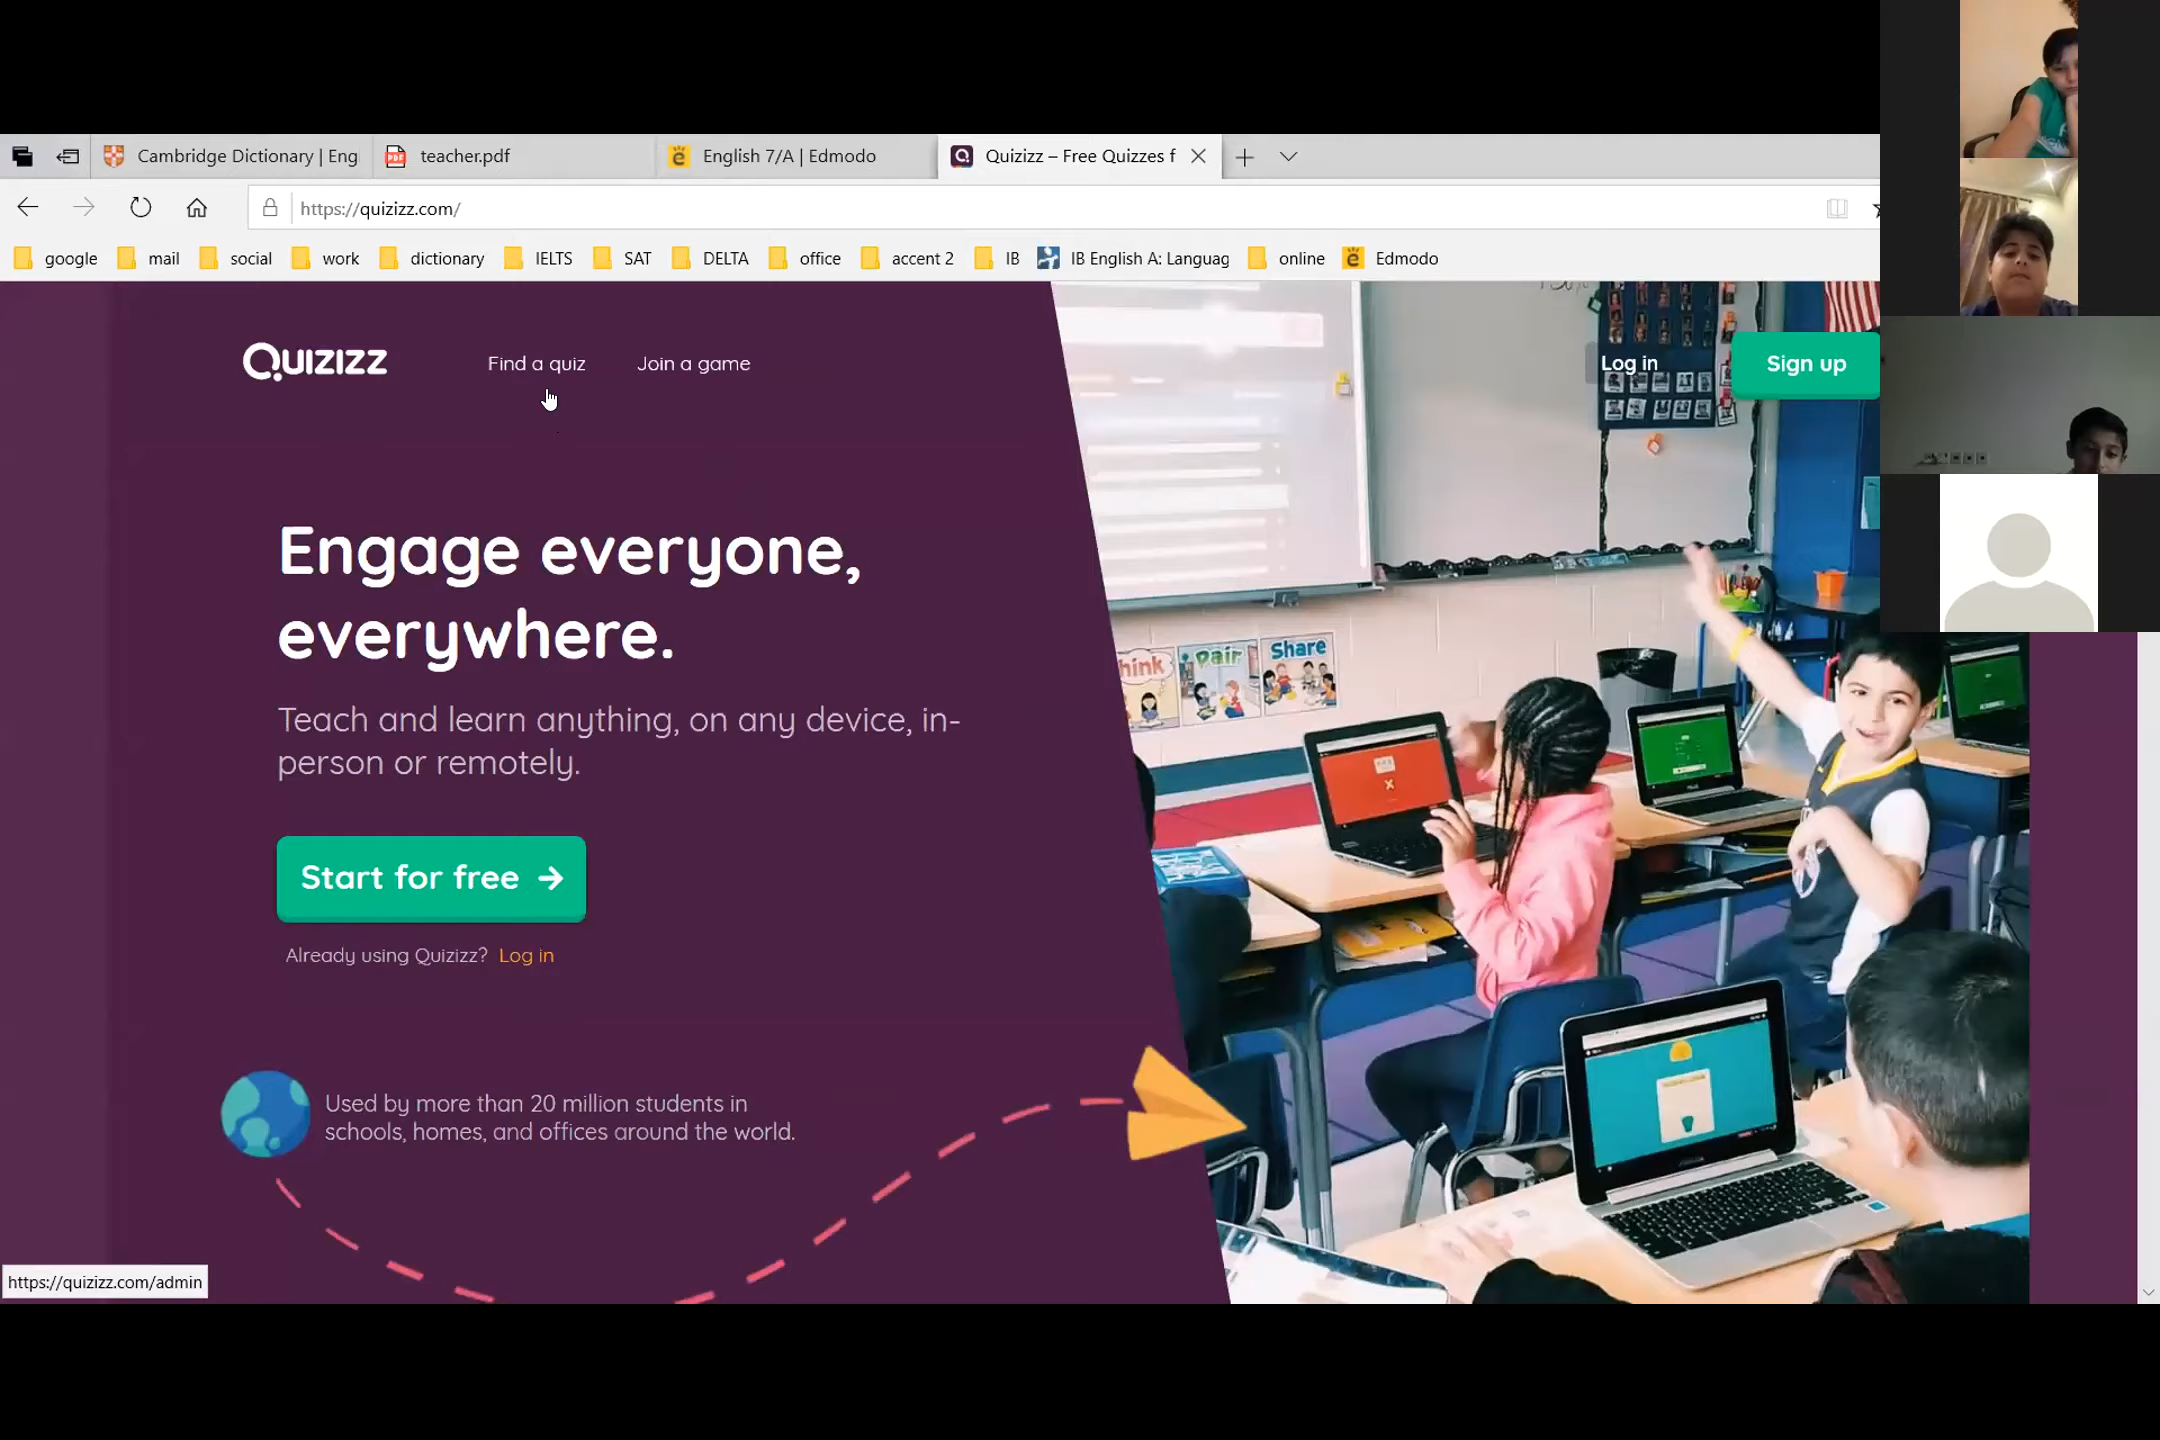 Cambridge Dictionary | Eng
teacher.pdf
English 7/A | Edmodo
Quizizz – Free Quizzes f
https://quizizz.com/
google
mail
social
work
dictionary
IELTS
SAT
DELTA
office
accent 2
IB
IB English A: Languag
online
Edmodo
QUIZIZZ
Find a quiz
Join a game
Log in
Sign up
Engage everyone,
everywhere.
Teach and learn anything, on any device, in-
person or remotely.
Start for free
Already using Quizizz? Log in
Used by more than 20 million students in
schools, homes, and offices around the world.
hink
Pair
Share
https://quizizz.com/admin